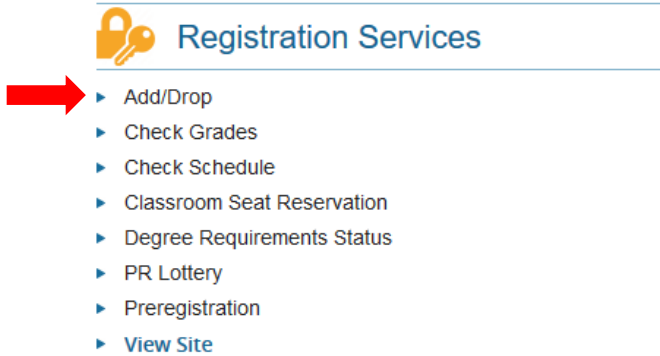 Registration Services
Add/Drop
Check Grades
Check Schedule
Classroom Seat Reservation
Degree Requirements Status
PR Lottery
Preregistration
View Site